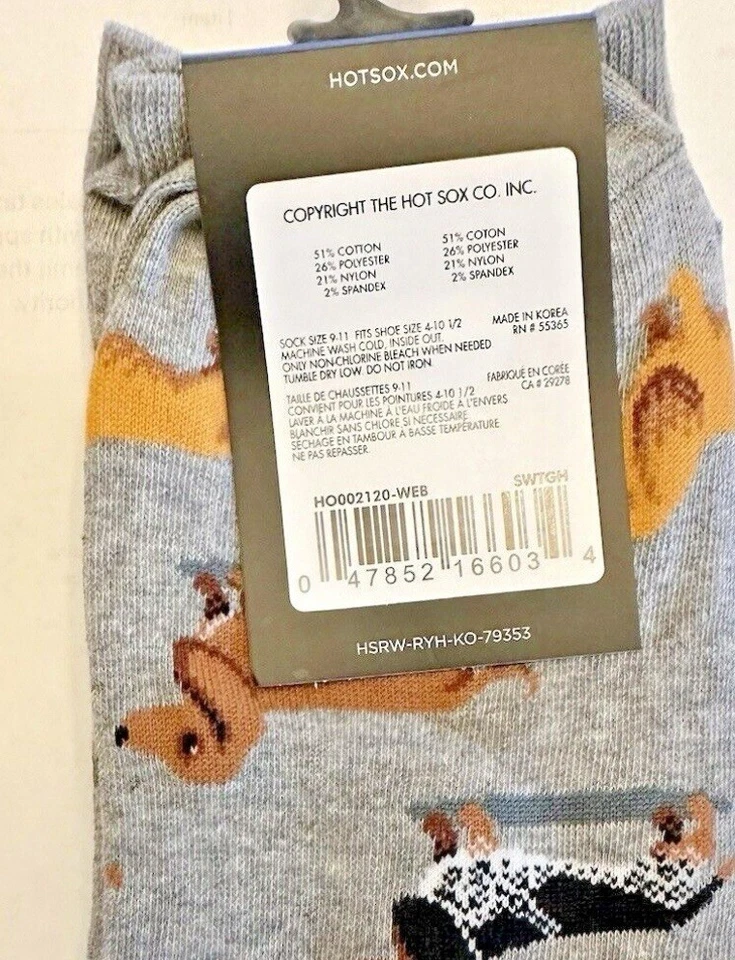 HOTSOX.COM
COPYRIGHT THE HOT SOX CO. INC.
51% COTTON 51% COTON
26% POLYESTER 26% POLYESTER
21% NYLON 21% NYLON
2% SPANDEX 2% SPANDEX
SOCK SIZE 9-11 FITS SHOE SIZE 4-10 1/2 MADE IN KOREA
MACHINE WASH COLD, INSIDE OUT. RN # 55365
ONLY NON-CHLORINE BLEACH WHEN NEEDED
TUMBLE DRY LOW. DO NOT IRON.
TAILLE DE CHAUSSETTES 9-11 FABRIQUÉ EN CORÉE
CONVIENT POUR LES POINTURES 4-10 1/2 CA # 29278
LAVER A LA MACHINE À L'EAU FROIDE À L'ENVERS
BLANCHIR SANS CHLORE SI NECESSAIRE
SÉCHAGE EN TAMBOUR A BASSE TEMPÉRATURE
NE PAS REPASSER.
HO002120-WEB SWTGH
0 47852 16603 4
HSRW-RYH-KO-79353